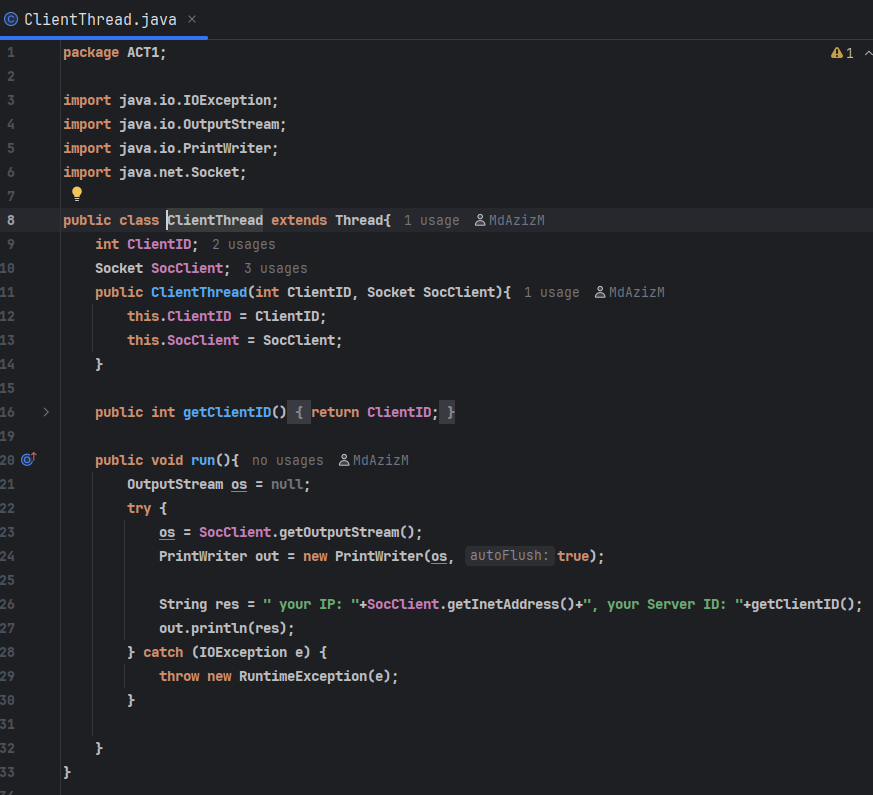 ClientThread.java
1 package ACT1;
1
2
3 import java.io.IOException;
4 import java.io.OutputStream;
5 import java.io.PrintWriter;
6 import java.net.Socket;
7
8 public class ClientThread extends Thread{ 1 usage MdAzizM
9 int ClientID; 2 usages
10 Socket SocClient; 3 usages
11 public ClientThread(int ClientID, Socket SocClient){ 1 usage MdAzizM
12 this.ClientID = ClientID;
13 this.SocClient = SocClient;
14 }
15
16 public int getClientID() { return ClientID; }
19
20 public void run(){ no usages MdAzizM
21 OutputStream os = null;
22 try {
23 os = SocClient.getOutputStream();
24 PrintWriter out = new PrintWriter(os, autoFlush: true);
25
26 String res = " your IP: "+SocClient.getInetAddress()+", your Server ID: "+getClientID();
27 out.println(res);
28 } catch (IOException e) {
29 throw new RuntimeException(e);
30 }
31
32 }
33 }